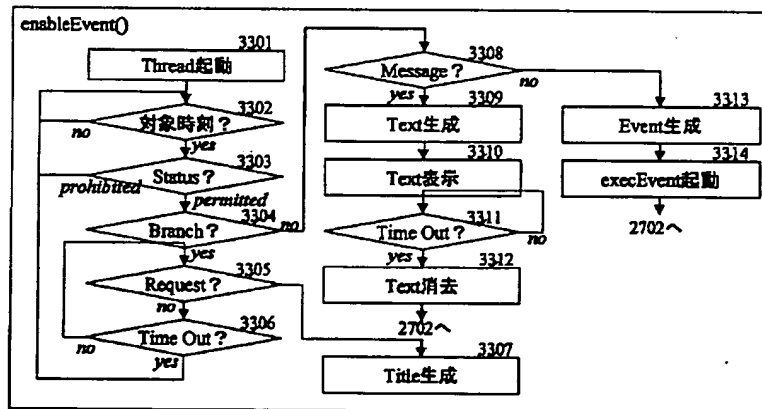 enableEvent()
3301
Thread起動
3302
対象時刻？
no
yes
3303
Status？
prohibited
permitted
3304
Branch？
no
yes
3305
Request？
no
3306
Time Out？
no
yes
3308
Message？
no
yes
3309
Text生成
3310
Text表示
3311
Time Out？
no
yes
3312
Text消去
2702へ
3307
Title生成
3313
Event生成
3314
execEvent起動
2702へ